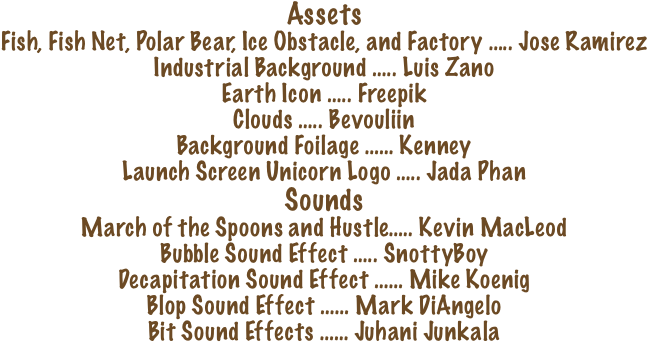 Assets
Fish, Fish Net, Polar Bear, Ice Obstacle, and Factory ..... Jose Ramirez
Industrial Background ..... Luis Zano
Earth Icon ..... Freepik
Clouds ..... Bevouliin
Background Foilage ...... Kenney
Launch Screen Unicorn Logo ..... Jada Phan
Sounds
March of the Spoons and Hustle..... Kevin MacLeod
Bubble Sound Effect ..... SnottyBoy
Decapitation Sound Effect ...... Mike Koenig
Blop Sound Effect ...... Mark DiAngelo
Bit Sound Effects ...... Juhani Junkala